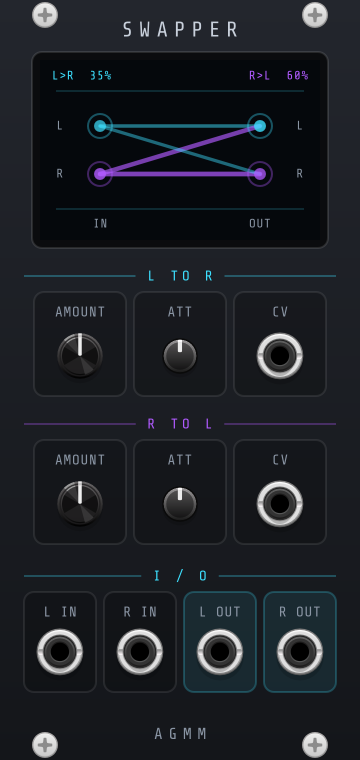 SWAPPER
L>R 35% R>L 60%
L L
R R
IN OUT
L TO R
AMOUNT ATT CV
R TO L
AMOUNT ATT CV
I / O
L IN R IN L OUT R OUT
AGMM